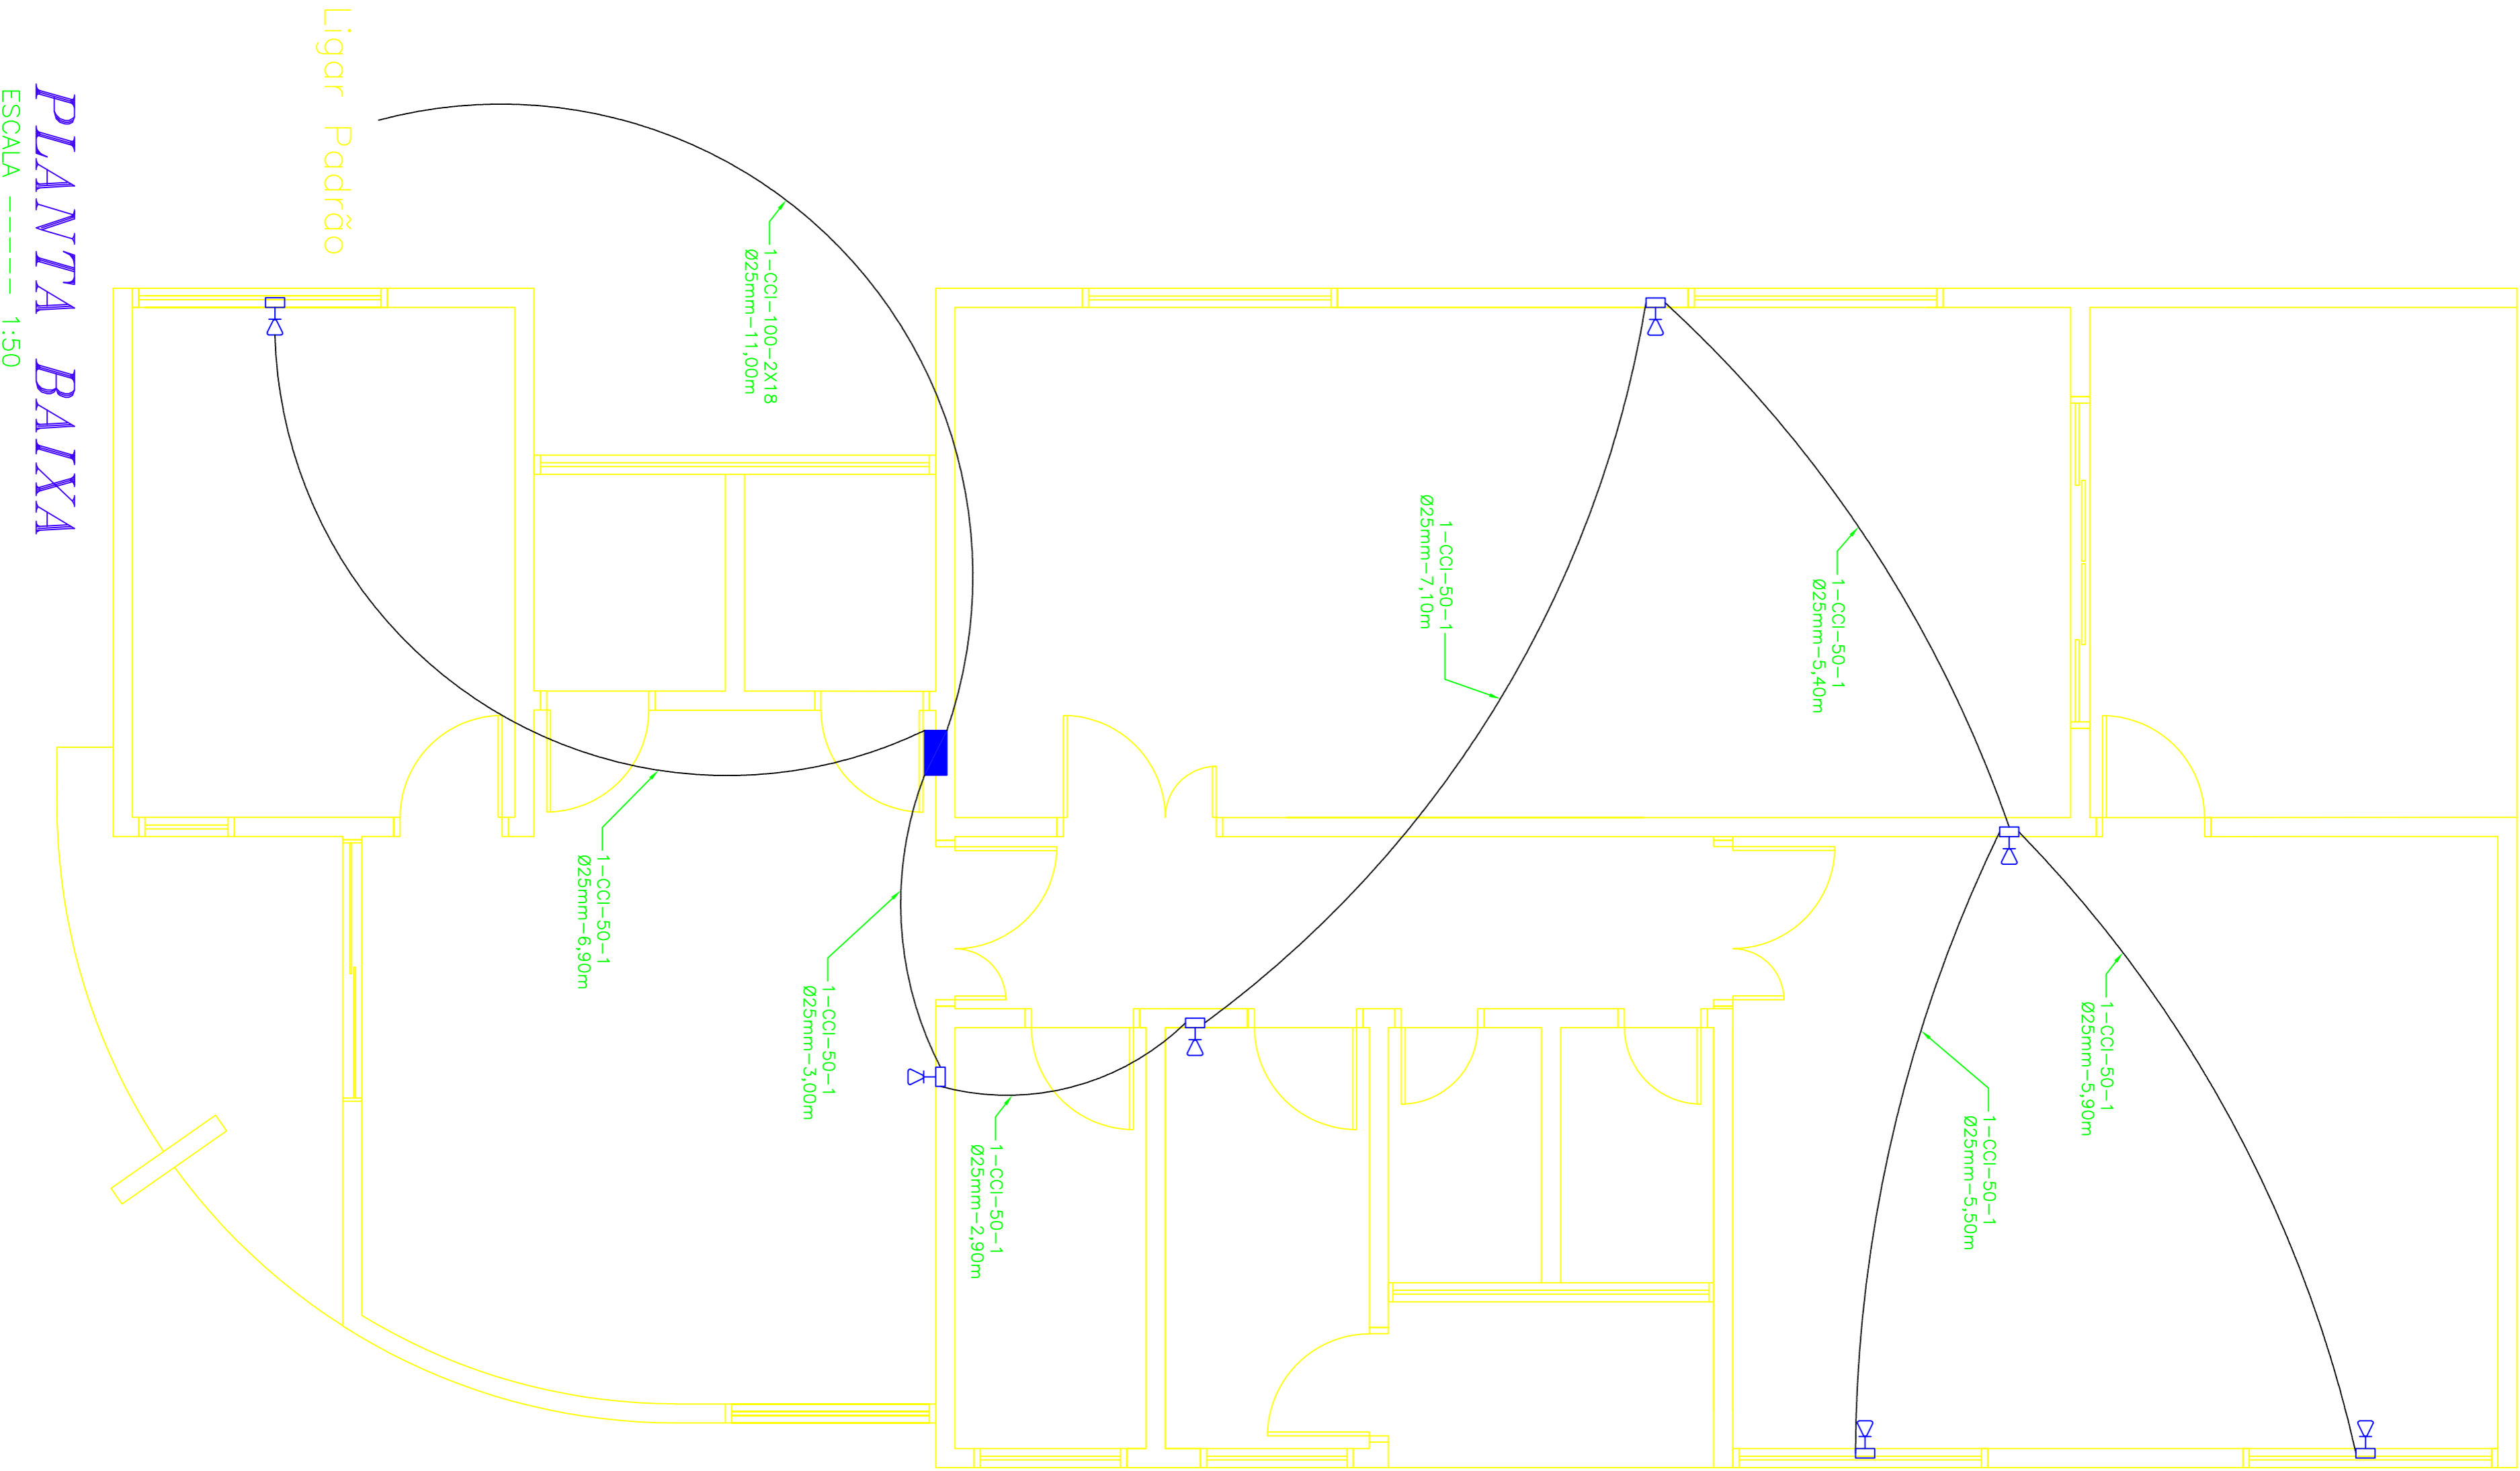 Ligar Padrão
PLANTA BAIXA
ESCALA ----- 1:50
1-CCI-100-2X18
Ø25mm-11,00m
1-CCI-50-1
Ø25mm-7,10m
1-CCI-50-1
Ø25mm-5,40m
1-CCI-50-1
Ø25mm-6,90m
1-CCI-50-1
Ø25mm-3,00m
1-CCI-50-1
Ø25mm-2,90m
1-CCI-50-1
Ø25mm-5,90m
1-CCI-50-1
Ø25mm-5,50m